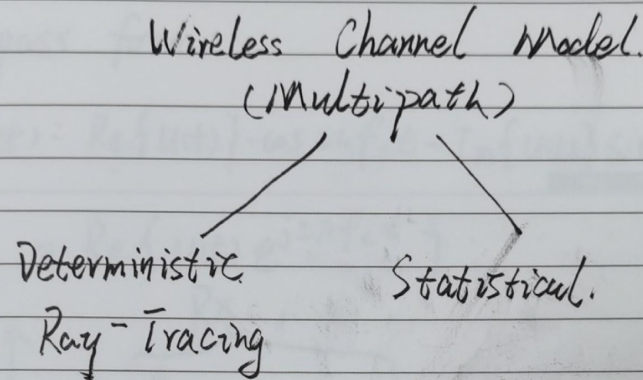 Wireless Channel Model.
(Multipath)
Deterministic
Statistical.
Ray-Tracing